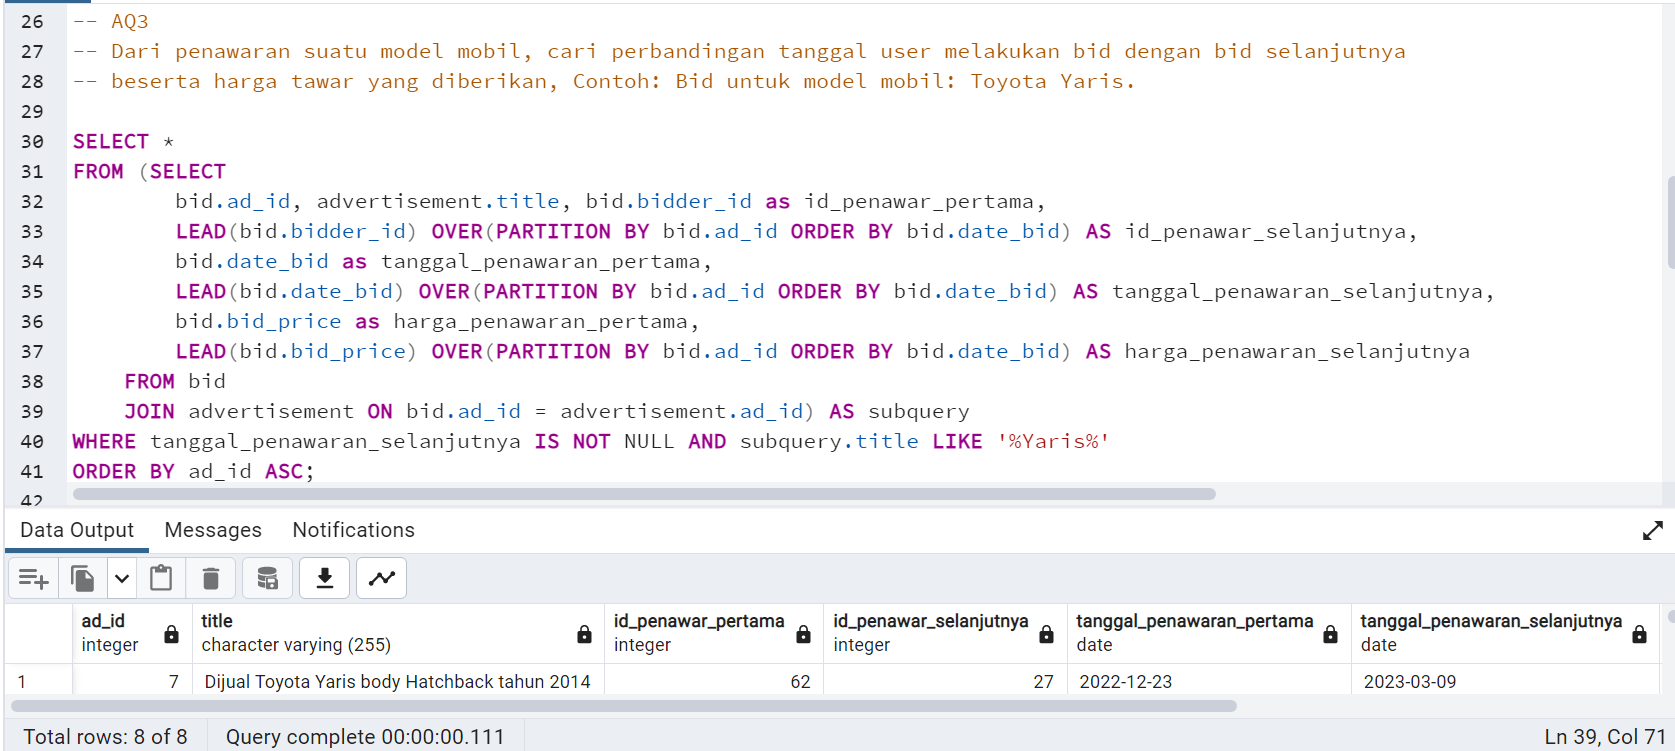 26 -- AQ3
27 -- Dari penawaran suatu model mobil, cari perbandingan tanggal user melakukan bid dengan bid selanjutnya
28 -- beserta harga tawar yang diberikan, Contoh: Bid untuk model mobil: Toyota Yaris.
29
30 SELECT *
31 FROM (SELECT
32 bid.ad_id, advertisement.title, bid.bidder_id as id_penawar_pertama,
33 LEAD(bid.bidder_id) OVER(PARTITION BY bid.ad_id ORDER BY bid.date_bid) AS id_penawar_selanjutnya,
34 bid.date_bid as tanggal_penawaran_pertama,
35 LEAD(bid.date_bid) OVER(PARTITION BY bid.ad_id ORDER BY bid.date_bid) AS tanggal_penawaran_selanjutnya,
36 bid.bid_price as harga_penawaran_pertama,
37 LEAD(bid.bid_price) OVER(PARTITION BY bid.ad_id ORDER BY bid.date_bid) AS harga_penawaran_selanjutnya
38 FROM bid
39 JOIN advertisement ON bid.ad_id = advertisement.ad_id) AS subquery
40 WHERE tanggal_penawaran_selanjutnya IS NOT NULL AND subquery.title LIKE '%Yaris%'
41 ORDER BY ad_id ASC;
42
Data Output Messages Notifications
ad_id title id_penawar_pertama id_penawar_selanjutnya tanggal_penawaran_pertama tanggal_penawaran_selanjutnya
integer character varying (255) integer integer date date
1 7 Dijual Toyota Yaris body Hatchback tahun 2014 62 27 2022-12-23 2023-03-09
Total rows: 8 of 8 Query complete 00:00:00.111 Ln 39, Col 71